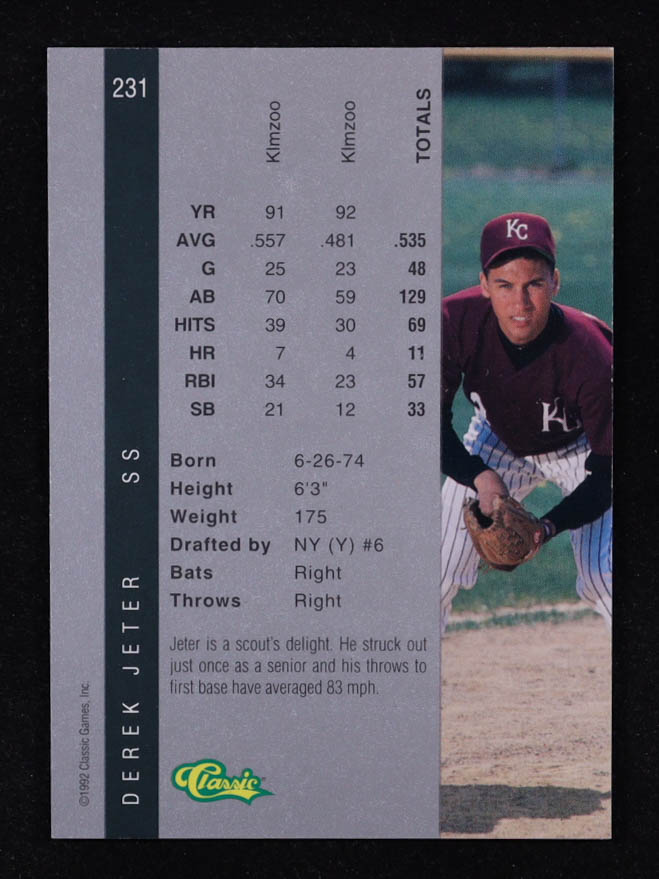 231
DEREK JETER SS
©1992 Classic Games, Inc.
Klmzoo Klmzoo TOTALS
YR 91 92
AVG .557 .481 .535
G 25 23 48
AB 70 59 129
HITS 39 30 69
HR 7 4 11
RBI 34 23 57
SB 21 12 33
Born 6-26-74
Height 6'3"
Weight 175
Drafted by NY (Y) #6
Bats Right
Throws Right
Jeter is a scout's delight. He struck out
just once as a senior and his throws to
first base have averaged 83 mph.
Classic
KC
K